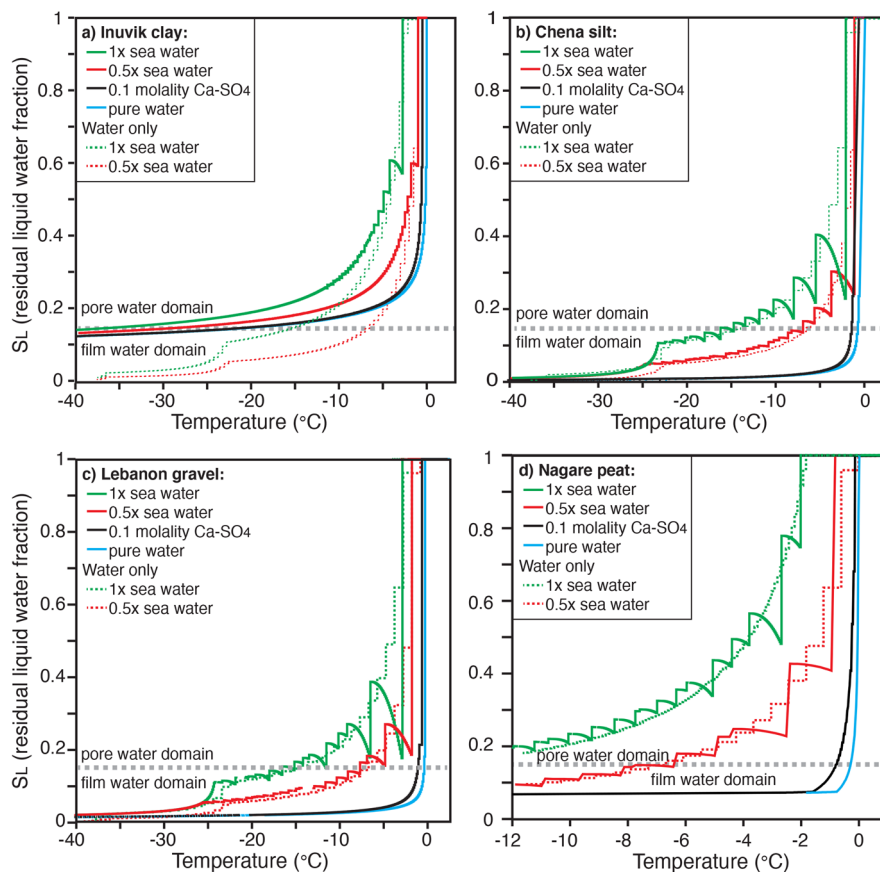 a) Inuvik clay:
1x sea water
0.5x sea water
0.1 molality Ca-SO4
pure water
Water only
1x sea water
0.5x sea water
pore water domain
film water domain
SL (residual liquid water fraction)
1
0.8
0.6
0.4
0.2
0
-40
-30
-20
-10
0
Temperature (°C)
b) Chena silt:
1x sea water
0.5x sea water
0.1 molality Ca-SO4
pure water
Water only
1x sea water
0.5x sea water
pore water domain
film water domain
1
0.8
0.6
0.4
0.2
0
-40
-30
-20
-10
0
Temperature (°C)
c) Lebanon gravel:
1x sea water
0.5x sea water
0.1 molality Ca-SO4
pure water
Water only
1x sea water
0.5x sea water
pore water domain
film water domain
SL (residual liquid water fraction)
1
0.8
0.6
0.4
0.2
0
-40
-30
-20
-10
0
Temperature (°C)
d) Nagare peat:
1x sea water
0.5x sea water
0.1 molality Ca-SO4
pure water
Water only
1x sea water
0.5x sea water
pore water domain
film water domain
1
0.8
0.6
0.4
0.2
0
-12
-10
-8
-6
-4
-2
-0
Temperature (°C)